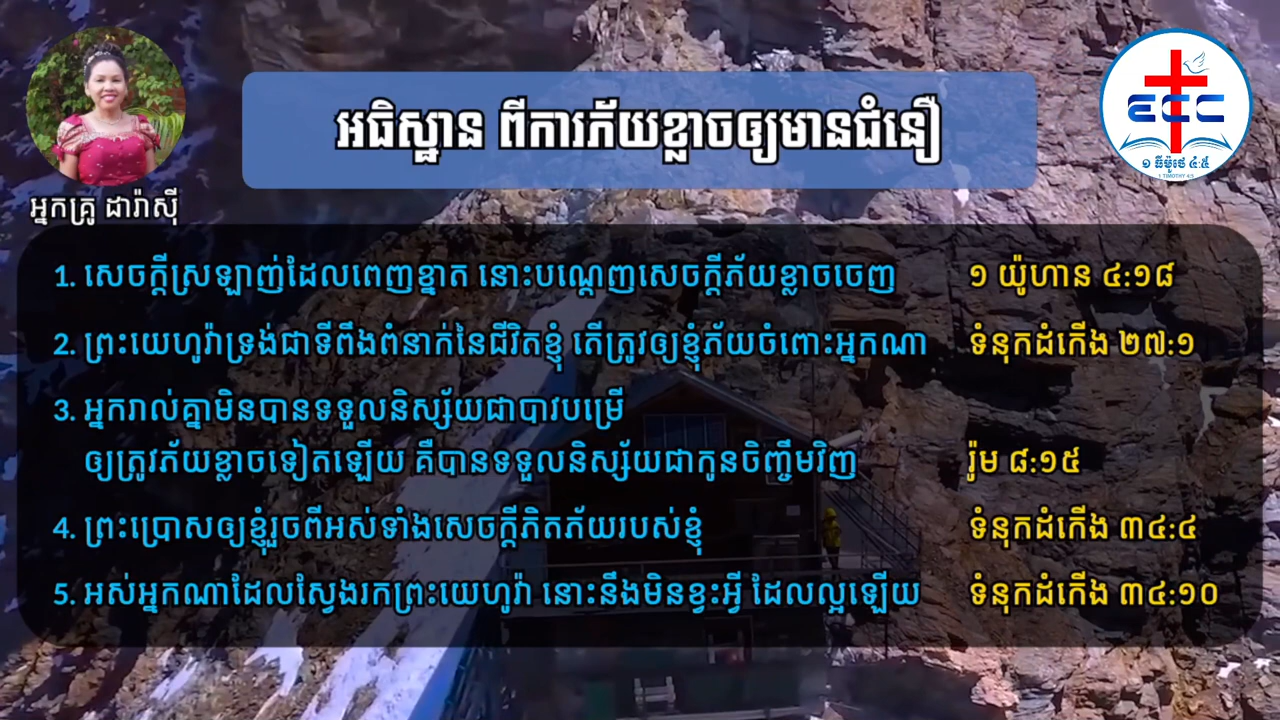 អធិស្ឋាន ពីការភ័យខ្លាចឲ្យមានជំនឿ
ECC
១ ធីម៉ូថេ ៤:៥
1 TIMOTHY 4:5
អ្នកគ្រូ ដារ៉ាស៊ី
1. សេចក្ដីស្រឡាញ់ដែលពេញខ្នាត នោះបណ្ដេញសេចក្ដីភ័យខ្លាចចេញ ១ យ៉ូហាន ៤:១៨
2. ព្រះយេហូវ៉ាទ្រង់ជាទីពឹងពំនាក់នៃជីវិតខ្ញុំ តើត្រូវឲ្យខ្ញុំភ័យចំពោះអ្នកណា ទំនុកដំកើង ២៧:១
3. អ្នករាល់គ្នាមិនបានទទួលនិស្ស័យជាបាវបម្រើ
ឲ្យត្រូវភ័យខ្លាចទៀតឡើយ គឺបានទទួលនិស្ស័យជាកូនចិញ្ចឹមវិញ រ៉ូម ៨:១៥
4. ព្រះប្រោសឲ្យខ្ញុំរួចពីអស់ទាំងសេចក្ដីភិតភ័យរបស់ខ្ញុំ ទំនុកដំកើង ៣៤:៤
5. អស់អ្នកណាដែលស្វែងរកព្រះយេហូវ៉ា នោះនឹងមិនខ្វះអ្វី ដែលល្អឡើយ ទំនុកដំកើង ៣៤:១០